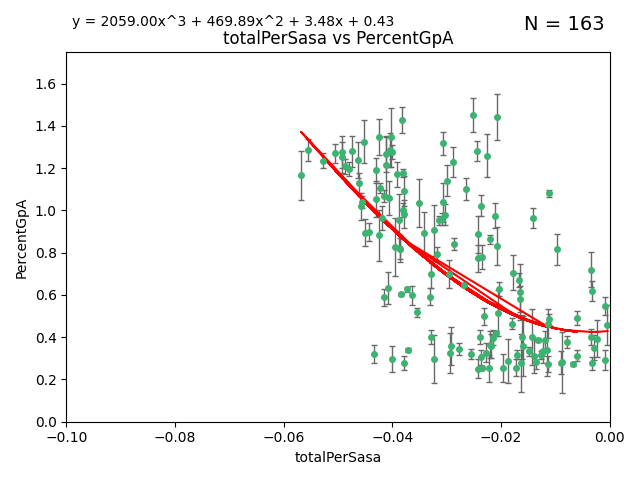 y = 2059.00x^3 + 469.89x^2 + 3.48x + 0.43
N = 163
totalPerSasa vs PercentGpA
PercentGpA
1.6
1.4
1.2
1.0
0.8
0.6
0.4
0.2
0.0
−0.10 −0.08 −0.06 −0.04 −0.02 0.00
totalPerSasa